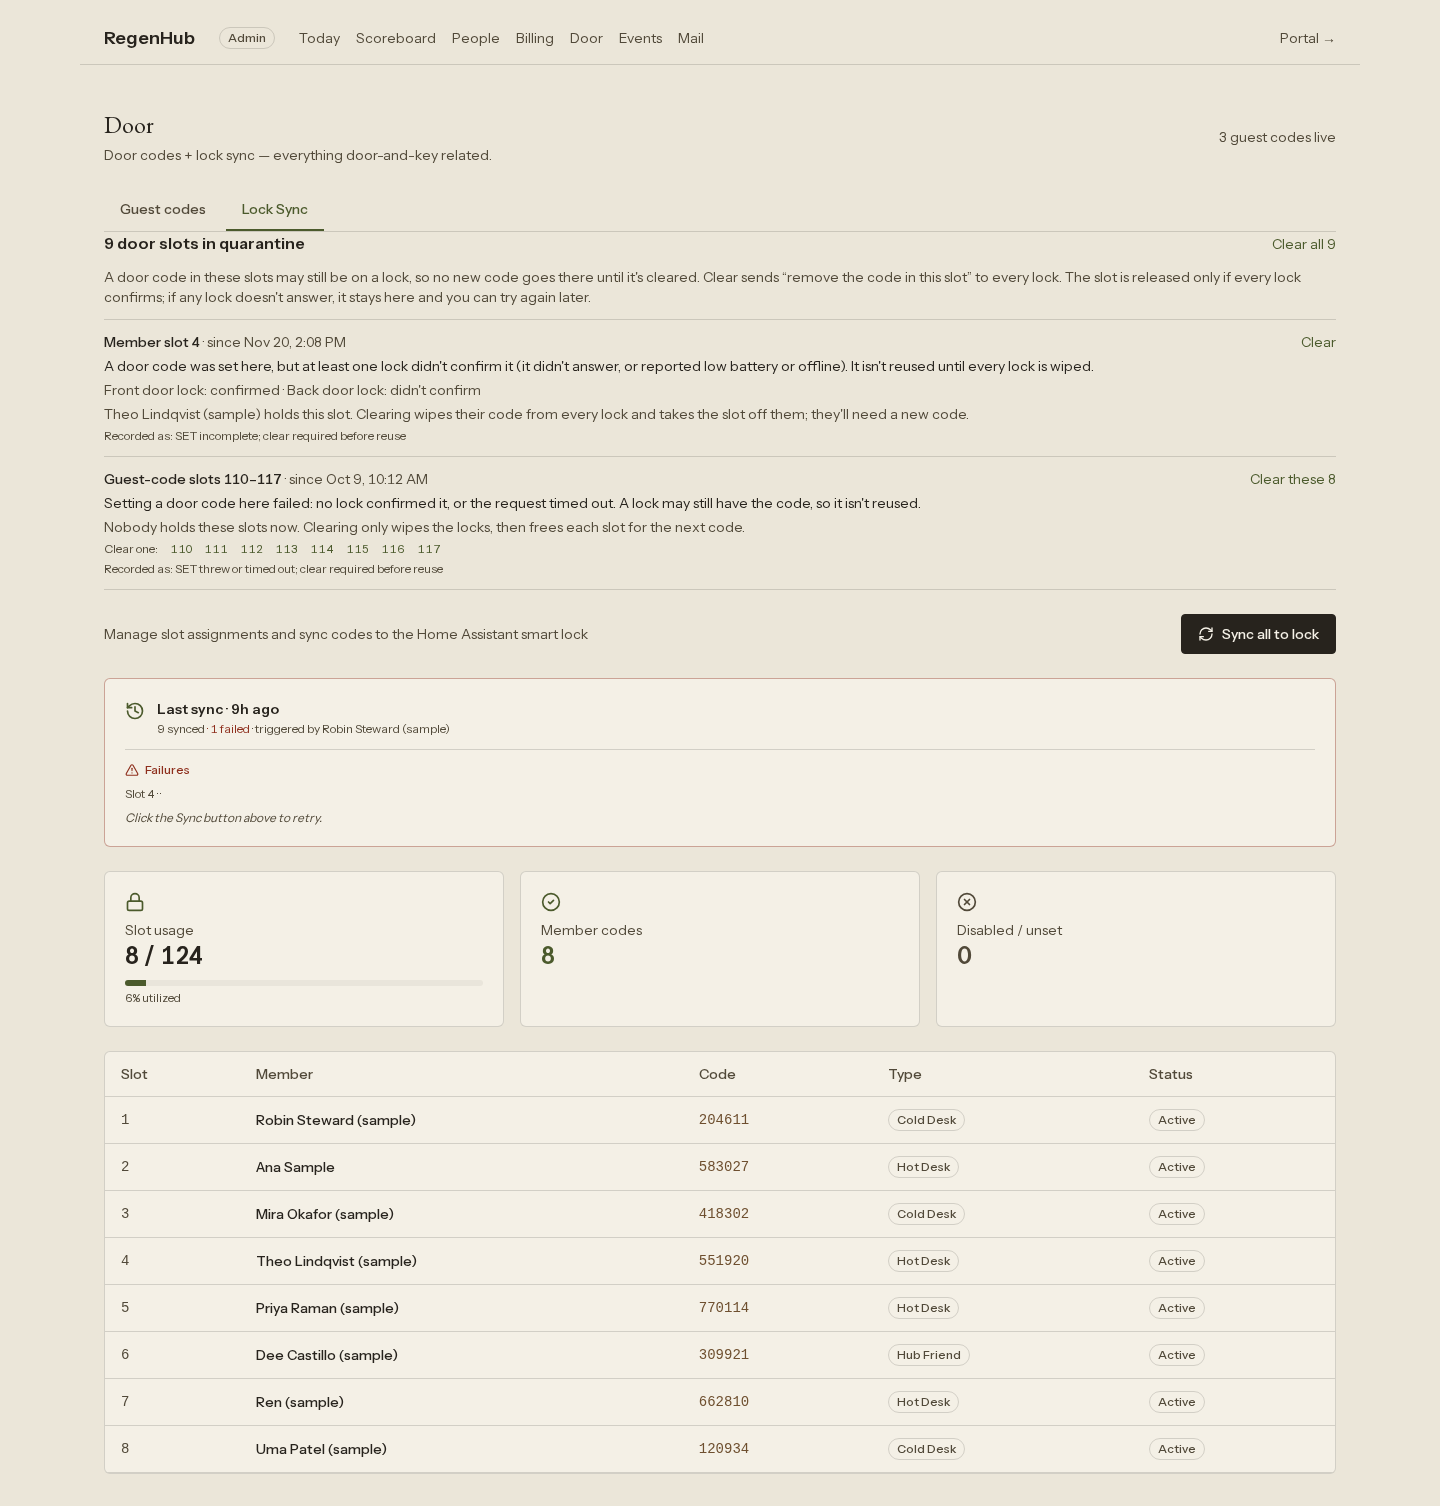 RegenHub Admin Today Scoreboard People Billing Door Events Mail Portal →
Door
Door codes + lock sync — everything door-and-key related.
3 guest codes live
Guest codes Lock Sync
9 door slots in quarantine Clear all 9
A door code in these slots may still be on a lock, so no new code goes there until it's cleared. Clear sends “remove the code in this slot” to every lock. The slot is released only if every lock
confirms; if any lock doesn't answer, it stays here and you can try again later.
Member slot 4 · since Nov 20, 2:08 PM Clear
A door code was set here, but at least one lock didn't confirm it (it didn't answer, or reported low battery or offline). It isn't reused until every lock is wiped.
Front door lock: confirmed · Back door lock: didn't confirm
Theo Lindqvist (sample) holds this slot. Clearing wipes their code from every lock and takes the slot off them; they'll need a new code.
Recorded as: SET incomplete; clear required before reuse
Guest-code slots 110–117 · since Oct 9, 10:12 AM Clear these 8
Setting a door code here failed: no lock confirmed it, or the request timed out. A lock may still have the code, so it isn't reused.
Nobody holds these slots now. Clearing only wipes the locks, then frees each slot for the next code.
Clear one: 110 111 112 113 114 115 116 117
Recorded as: SET threw or timed out; clear required before reuse
Manage slot assignments and sync codes to the Home Assistant smart lock Sync all to lock
Last sync · 9h ago
9 synced · 1 failed · triggered by Robin Steward (sample)
Failures
Slot 4 · ·
Click the Sync button above to retry.
Slot usage
8 / 124
6% utilized
Member codes
8
Disabled / unset
0
Slot Member Code Type Status
1 Robin Steward (sample) 204611 Cold Desk Active
2 Ana Sample 583027 Hot Desk Active
3 Mira Okafor (sample) 418302 Cold Desk Active
4 Theo Lindqvist (sample) 551920 Hot Desk Active
5 Priya Raman (sample) 770114 Hot Desk Active
6 Dee Castillo (sample) 309921 Hub Friend Active
7 Ren (sample) 662810 Hot Desk Active
8 Uma Patel (sample) 120934 Cold Desk Active